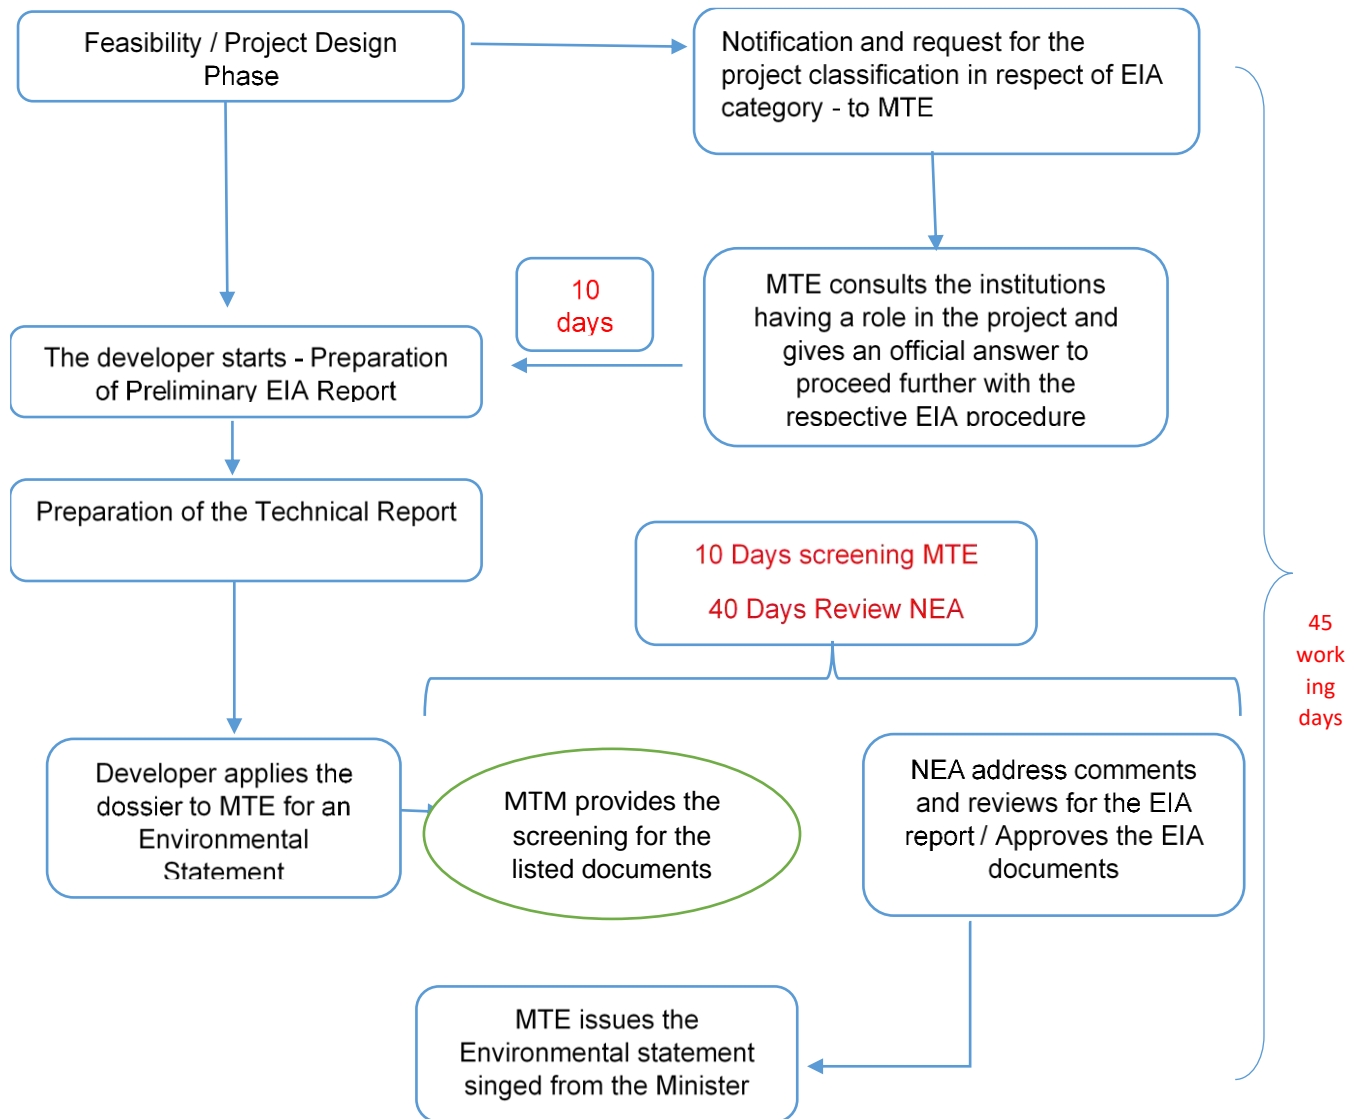 Feasibility / Project Design
Phase
Notification and request for the
project classification in respect of EIA
category - to MTE
MTE consults the institutions
having a role in the project and
gives an official answer to
proceed further with the
respective EIA procedure
10
days
The developer starts - Preparation
of Preliminary EIA Report
Preparation of the Technical Report
10 Days screening MTE
40 Days Review NEA
45
work
ing
days
Developer applies the
dossier to MTE for an
Environmental
Statement
MTM provides the
screening for the
listed documents
NEA address comments
and reviews for the EIA
report / Approves the EIA
documents
MTE issues the
Environmental statement
singed from the Minister